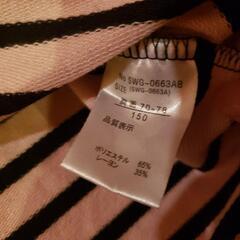 No SWG-0663AB
SIZE (SWG-0663A)
胸囲 70-78
150
品質表示
ポリエステル 65%
レーヨン 35%